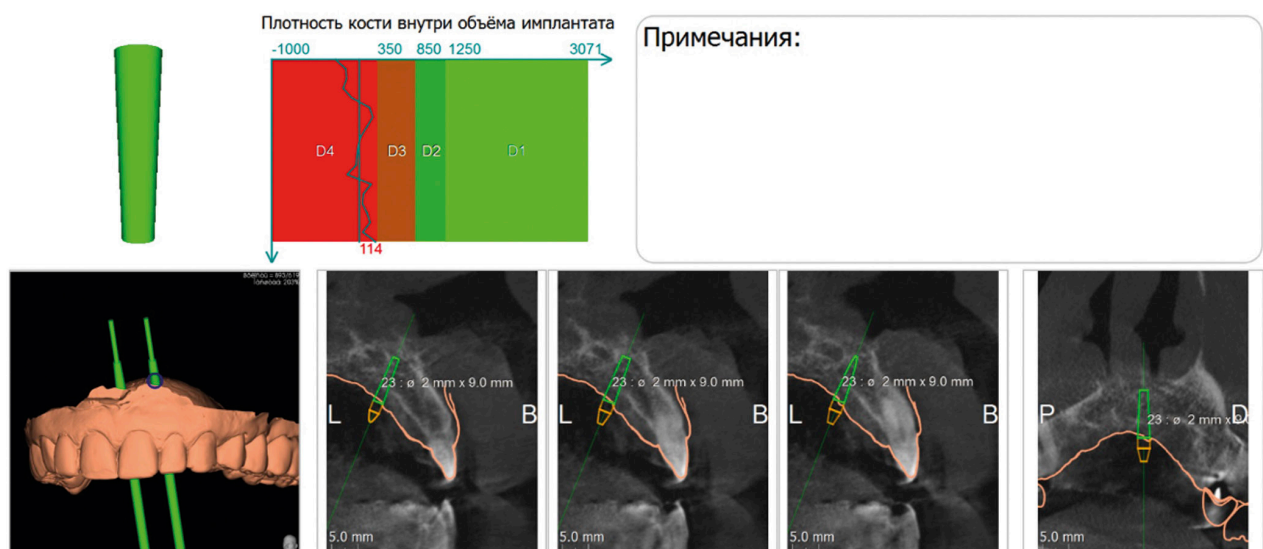 Плотность кости внутри объёма имплантата
-1000 350 850 1250 3071
D4 D3 D2 D1
114
Примечания:
23 : ø 2 mm x 9.0 mm
L B
5.0 mm
23 : ø 2 mm x 9.0 mm
L B
5.0 mm
23 : ø 2 mm x 9.0 mm
L B
5.0 mm
P D
23 : ø 2 mm x
5.0 mm